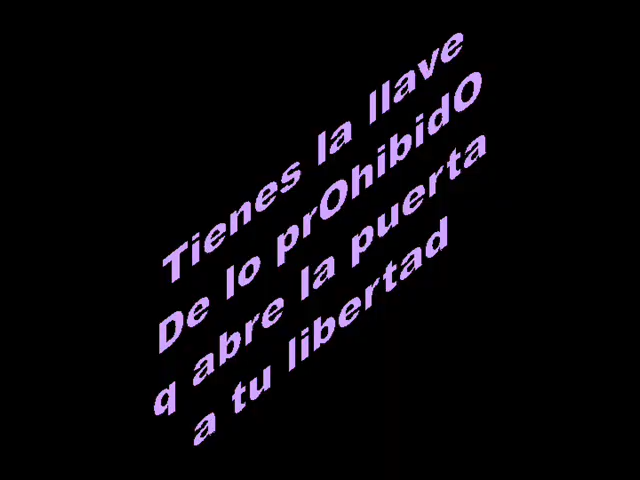 Tienes la llave
De lo prOhibidO
q abre la puerta
a tu libertad